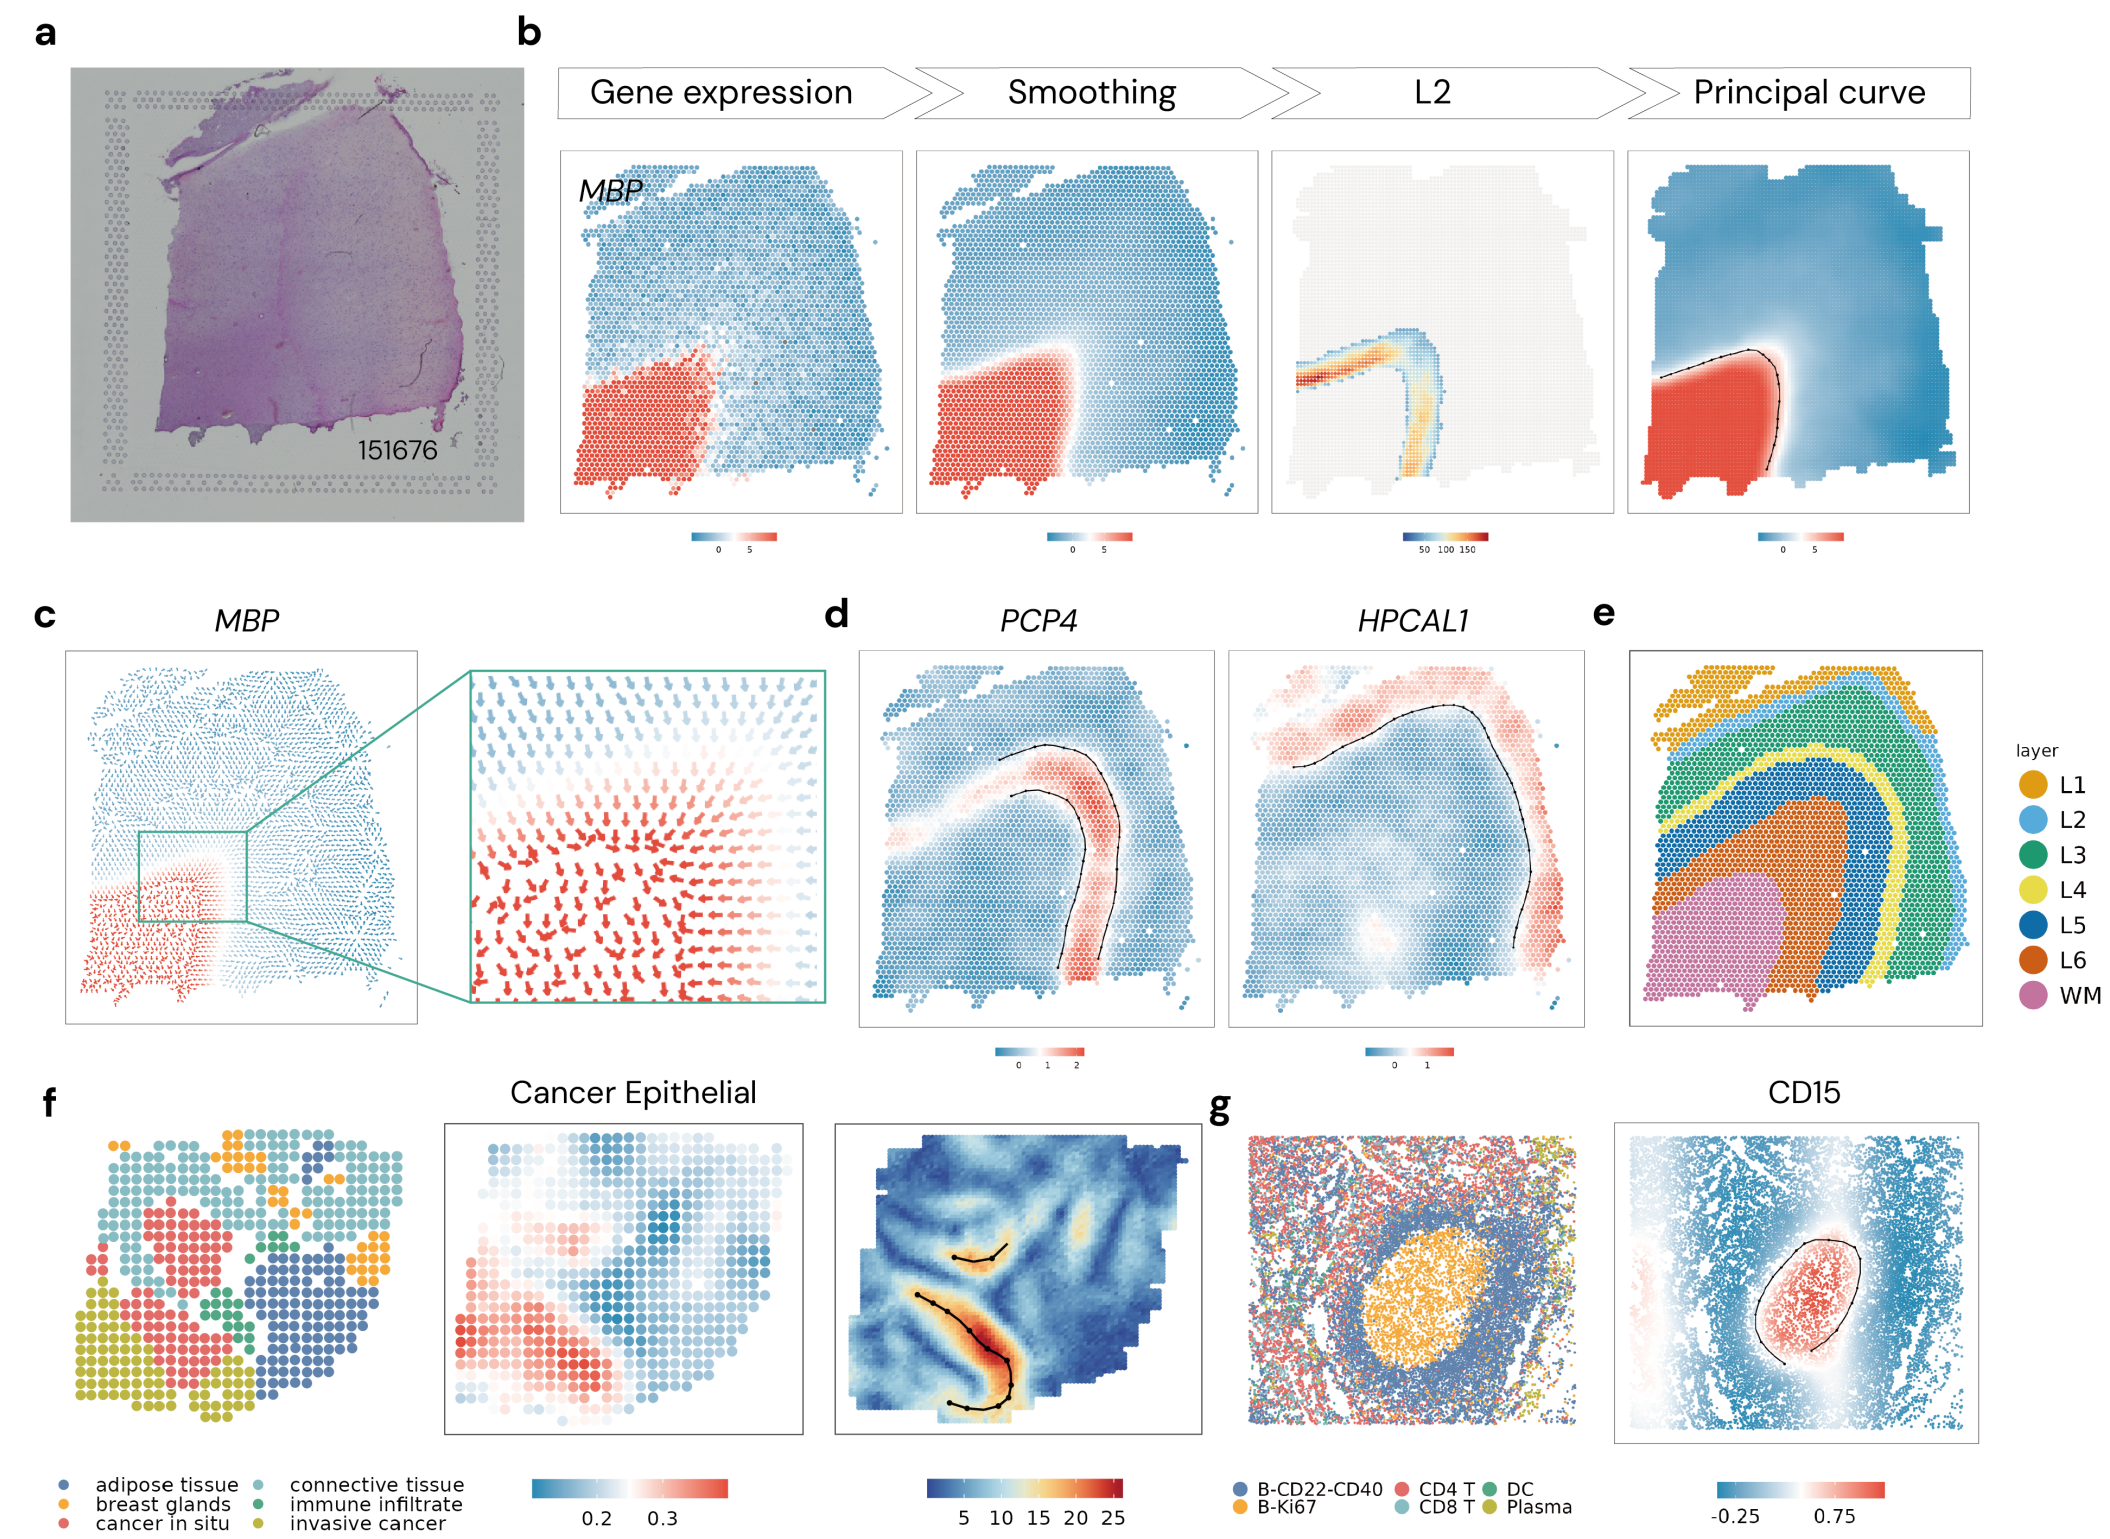 a
b
Gene expression
Smoothing
L2
Principal curve
MBP
151676
0 5
0 5
50 100 150
0 5
c
MBP
d
PCP4
HPCAL1
e
layer
L1
L2
L3
L4
L5
L6
WM
0 1 2
0 1
f
Cancer Epithelial
g
CD15
adipose tissue
breast glands
cancer in situ
connective tissue
immune infiltrate
invasive cancer
0.2 0.3
5 10 15 20 25
B-CD22-CD40
B-Ki67
CD4 T
CD8 T
DC
Plasma
-0.25 0.75